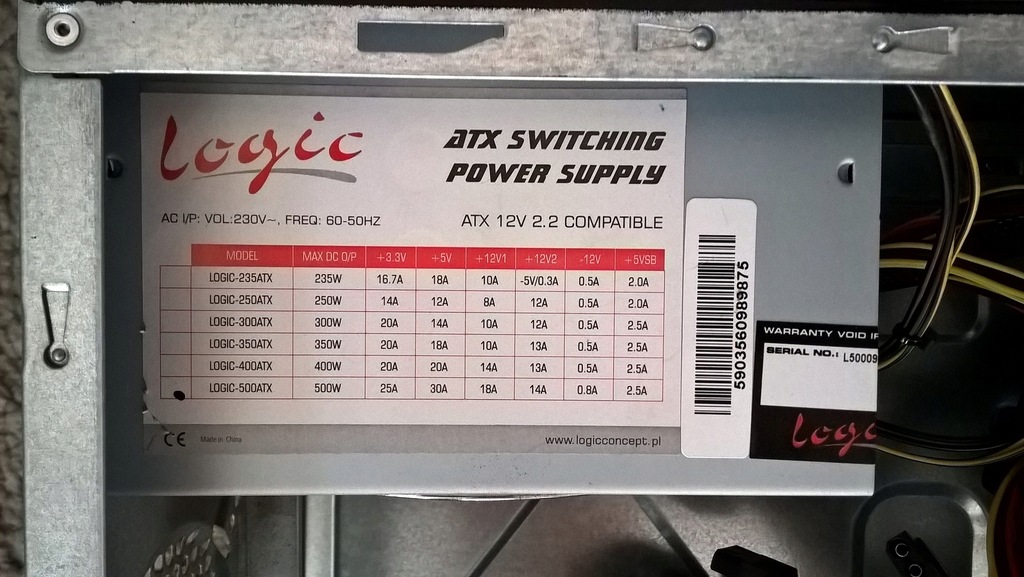 Logic
ATX SWITCHING
POWER SUPPLY
AC I/P: VOL:230V~, FREQ: 60-50HZ
ATX 12V 2.2 COMPATIBLE
MODEL MAX DC O/P +3.3V +5V +12V1 +12V2 -12V +5VSB
LOGIC-235ATX 235W 16.7A 18A 10A -5V/0.3A 0.5A 2.0A
LOGIC-250ATX 250W 14A 12A 8A 12A 0.5A 2.0A
LOGIC-300ATX 300W 20A 14A 10A 12A 0.5A 2.5A
LOGIC-350ATX 350W 20A 18A 10A 13A 0.5A 2.5A
LOGIC-400ATX 400W 20A 20A 14A 13A 0.5A 2.5A
LOGIC-500ATX 500W 25A 30A 18A 14A 0.8A 2.5A
CE Made in China
www.logicconcept.pl
5903560989875
WARRANTY VOID IF
SERIAL NO.: L50009
Logic